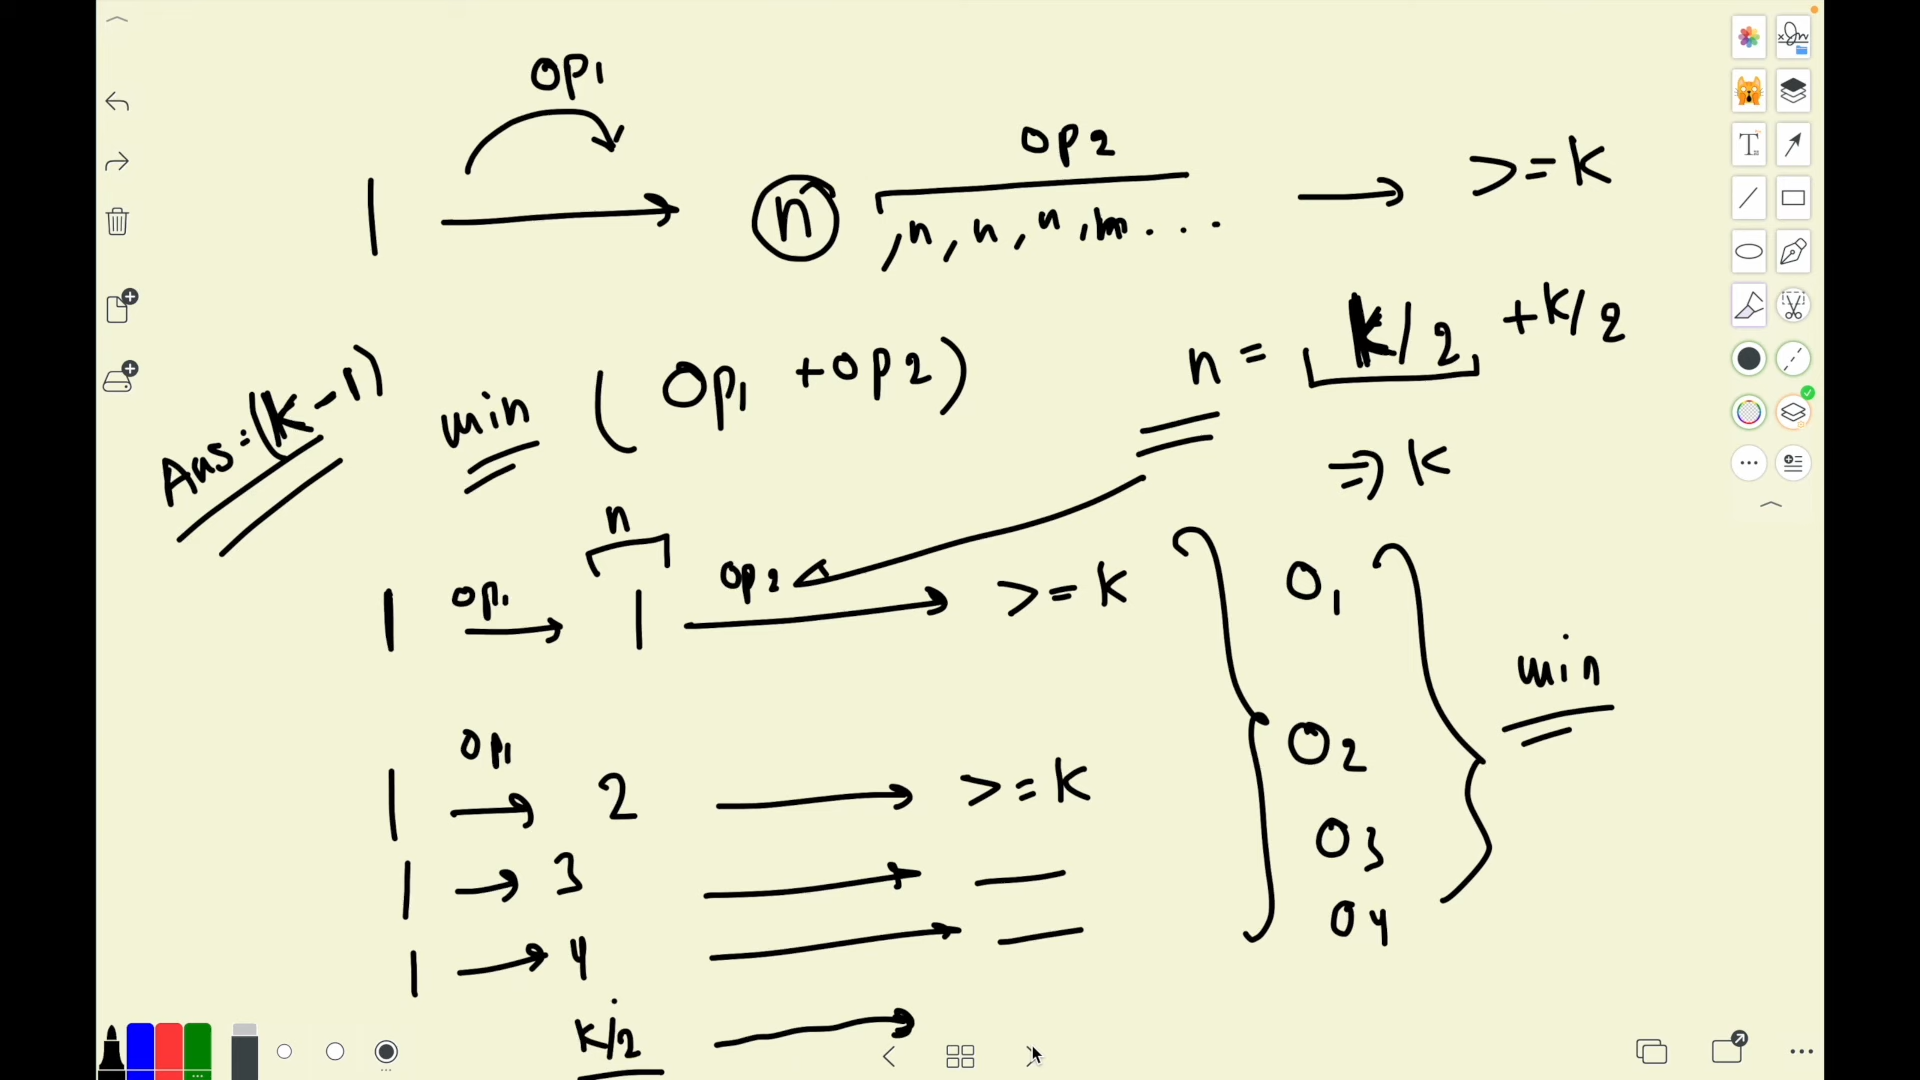 op1
op2
1 → n , n , n , n , n . . . → >= K
n = k/2 + k/2
Ans = (k-1) min ( Op1 + op2 )
=> K
n
1 op1 → 1 op2 → >= K O1
min
op1
1 → 2 → >= K O2
1 → 3 → O3
1 → 4 → O4
k/2 →